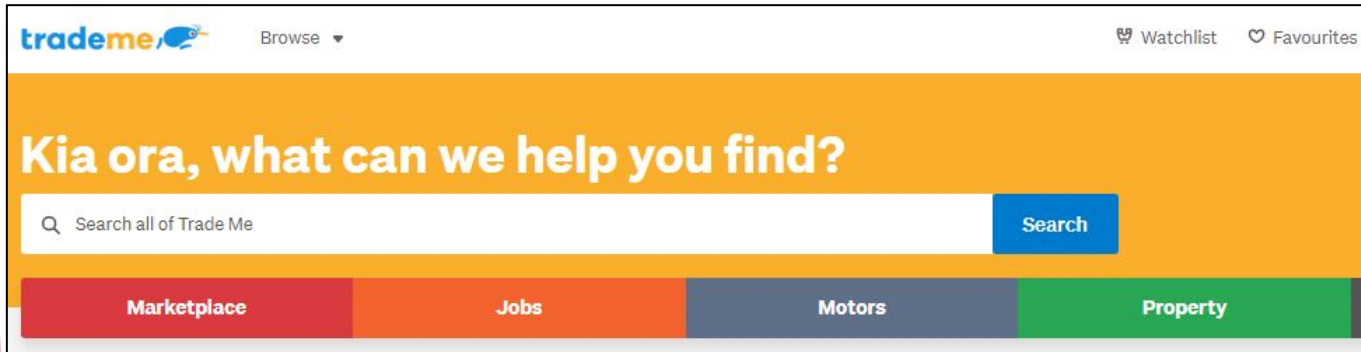 trademe Browse Watchlist Favourites
Kia ora, what can we help you find?
Search all of Trade Me Search
Marketplace Jobs Motors Property